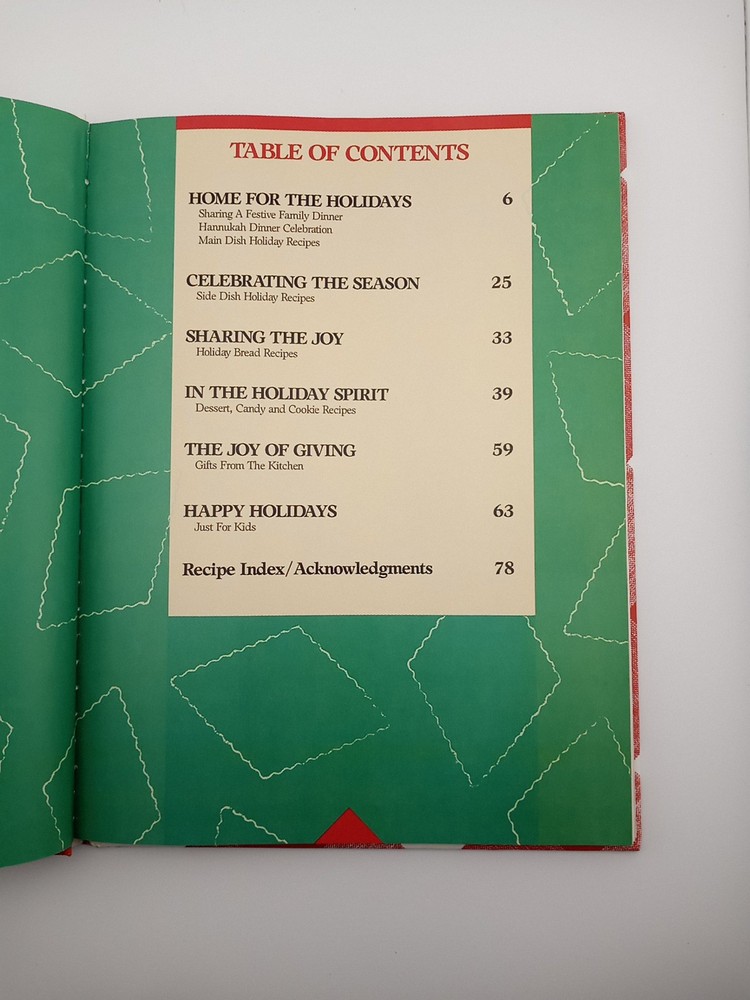 TABLE OF CONTENTS
HOME FOR THE HOLIDAYS 6
Sharing A Festive Family Dinner
Hannukah Dinner Celebration
Main Dish Holiday Recipes
CELEBRATING THE SEASON 25
Side Dish Holiday Recipes
SHARING THE JOY 33
Holiday Bread Recipes
IN THE HOLIDAY SPIRIT 39
Dessert, Candy and Cookie Recipes
THE JOY OF GIVING 59
Gifts From The Kitchen
HAPPY HOLIDAYS 63
Just For Kids
Recipe Index/Acknowledgments 78